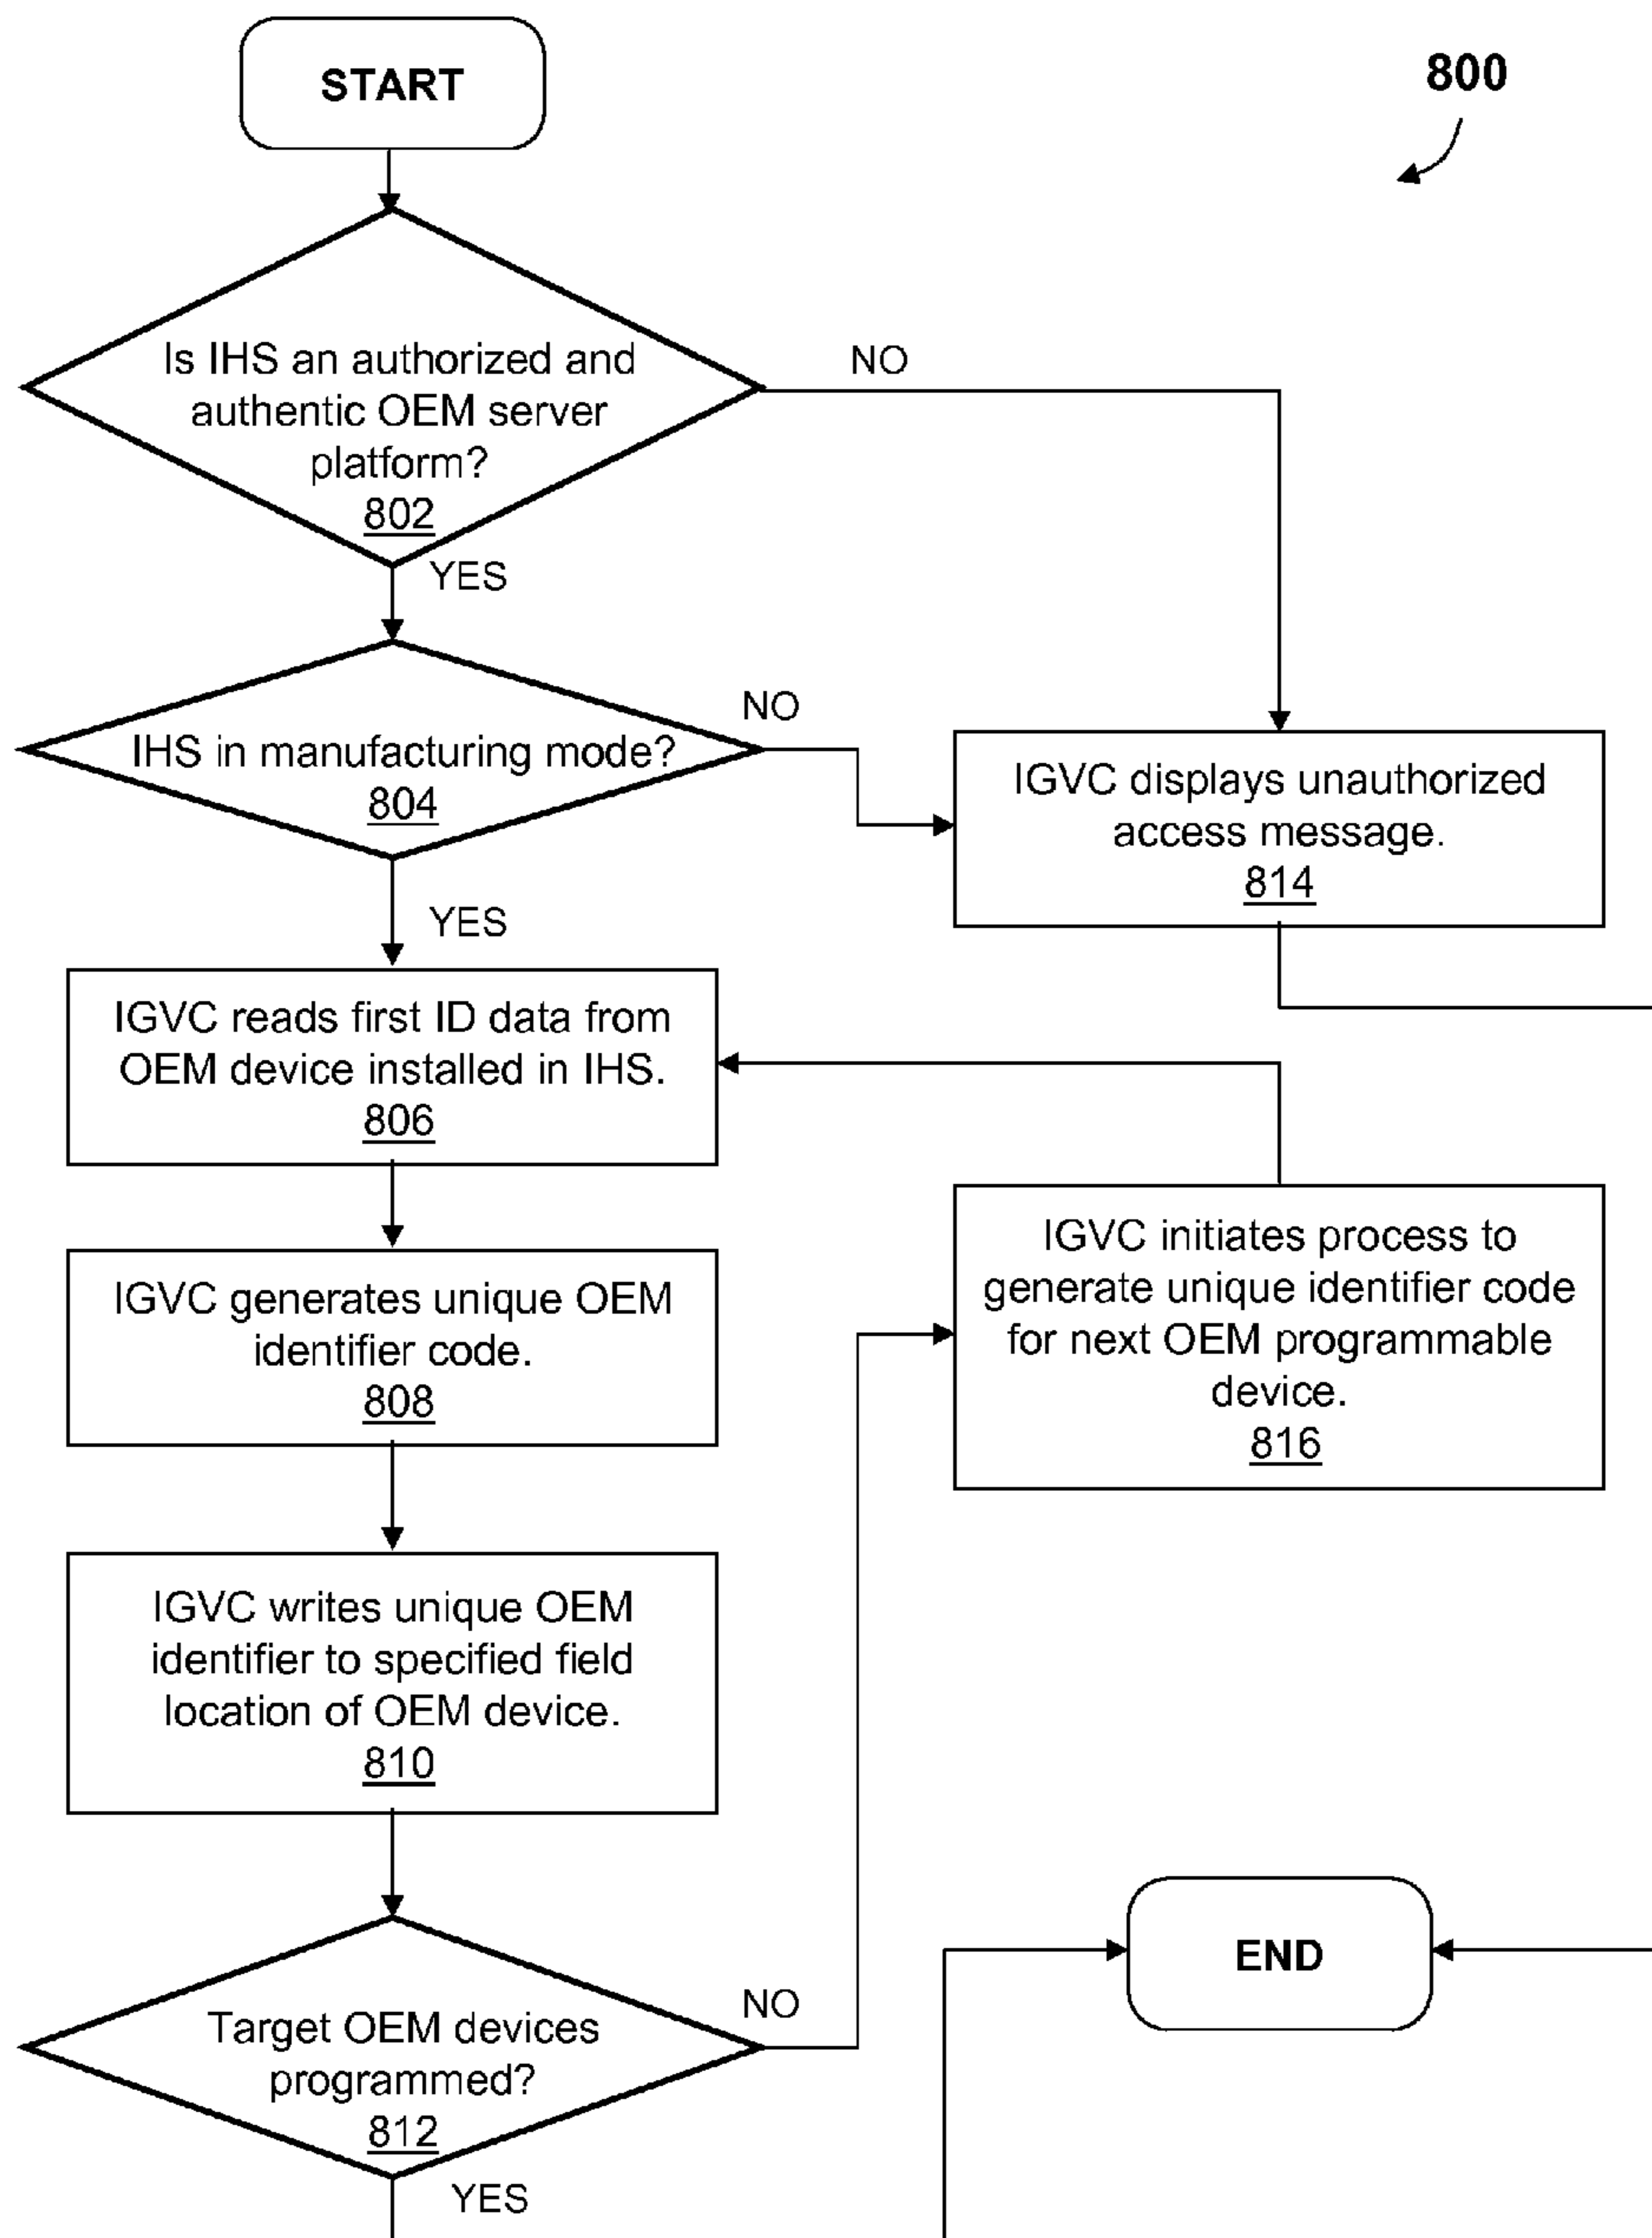 START
800
Is IHS an authorized and
authentic OEM server
platform?
802
NO
YES
IHS in manufacturing mode?
804
NO
YES
IGVC displays unauthorized
access message.
814
IGVC reads first ID data from
OEM device installed in IHS.
806
IGVC generates unique OEM
identifier code.
808
IGVC initiates process to
generate unique identifier code
for next OEM programmable
device.
816
IGVC writes unique OEM
identifier to specified field
location of OEM device.
810
Target OEM devices
programmed?
812
NO
YES
END